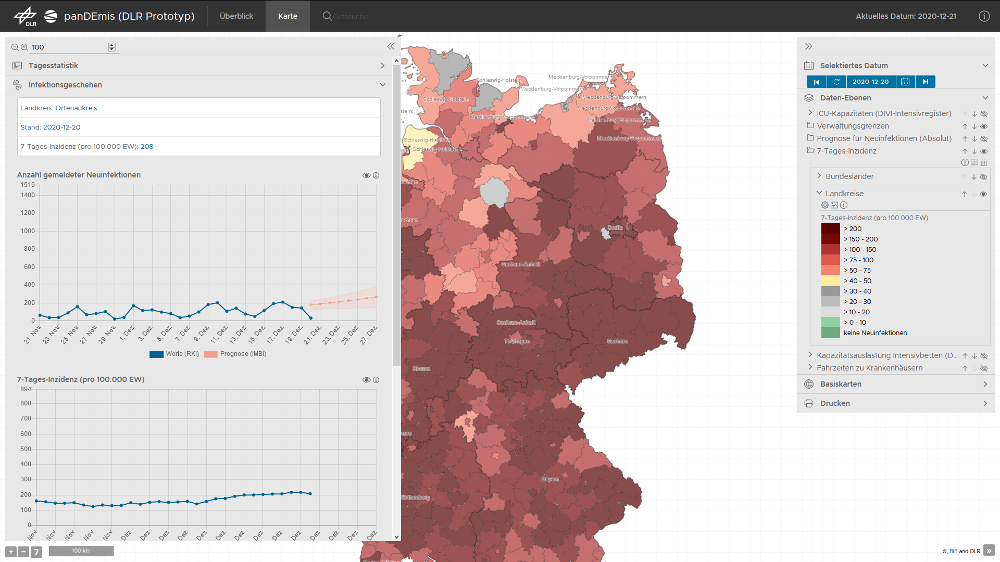 DLR
panDEmis (DLR Prototyp)
Überblick
Karte
Ortssuche...
Aktuelles Datum: 2020-12-21
100
Tagesstatistik
Infektionsgeschehen
Landkreis: Ortenaukreis
Stand: 2020-12-20
7-Tages-Inzidenz (pro 100.000 EW): 208
Anzahl gemeldeter Neuinfektionen
1516
1400
1200
1000
800
600
400
200
0
21. Nov.
23. Nov.
25. Nov.
27. Nov.
29. Nov.
1. Dez.
3. Dez.
5. Dez.
7. Dez.
9. Dez.
11. Dez.
13. Dez.
15. Dez.
17. Dez.
19. Dez.
21. Dez.
23. Dez.
25. Dez.
27. Dez.
Werte (RKI)
Prognose (IMBI)
7-Tages-Inzidenz (pro 100.000 EW)
894
800
700
600
500
400
300
200
100
0
Nov.
Nov.
Nov.
Nov.
Nov.
Dez.
Dez.
Dez.
Dez.
Dez.
Dez.
Dez.
Dez.
Dez.
Dez.
Dez.
Dez.
Dez.
Dez.
+ − 7
100 km
Schleswig-Holstein
Mecklenburg-Vorpommern
Mecklenburg-Vorpommern
Schleswig-Holstein
Mecklenburg-Vorpommern
Mecklenburg-Vorpommern
Mecklenburg-Vorpommern
Mecklenburg-Vorpommern
Schleswig-Holstein
Mecklenburg-Vorpommern
Schleswig-Holstein
Berlin
Sachsen-Anhalt
Sachsen-Anhalt
Thüringen
Sachsen
Hessen
Bayern
Selektiertes Datum
2020-12-20
Daten-Ebenen
ICU-Kapazitäten (DIVI-Intensivregister)
Verwaltungsgrenzen
Prognose für Neuinfektionen (Absolut)
7-Tages-Inzidenz
Bundesländer
Landkreise
7-Tages-Inzidenz (pro 100.000 EW)
> 200
> 150 - 200
> 100 - 150
> 75 - 100
> 50 - 75
> 40 - 50
> 30 - 40
> 20 - 30
> 10 - 20
> 0 - 10
keine Neuinfektionen
Kapazitätsauslastung Intensivbetten (D...
Fahrzeiten zu Krankenhäusern
Basiskarten
Drucken
©, BiB and DLR